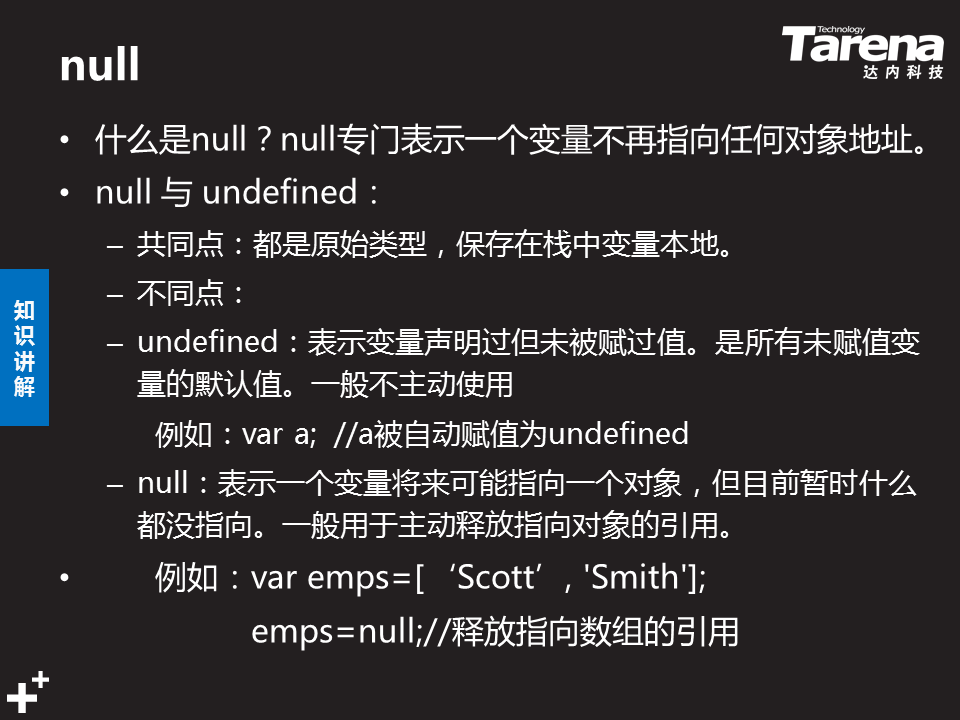 null
Technology
Tarena
达内科技
• 什么是null？null专门表示一个变量不再指向任何对象地址。
• null 与 undefined：
– 共同点：都是原始类型，保存在栈中变量本地。
– 不同点：
– undefined：表示变量声明过但未被赋过值。是所有未赋值变
量的默认值。一般不主动使用
例如：var a;  //a被自动赋值为undefined
– null：表示一个变量将来可能指向一个对象，但目前暂时什么
都没指向。一般用于主动释放指向对象的引用。
• 例如：var emps=[‘Scott’, 'Smith'];
emps=null;//释放指向数组的引用
知
识
讲
解